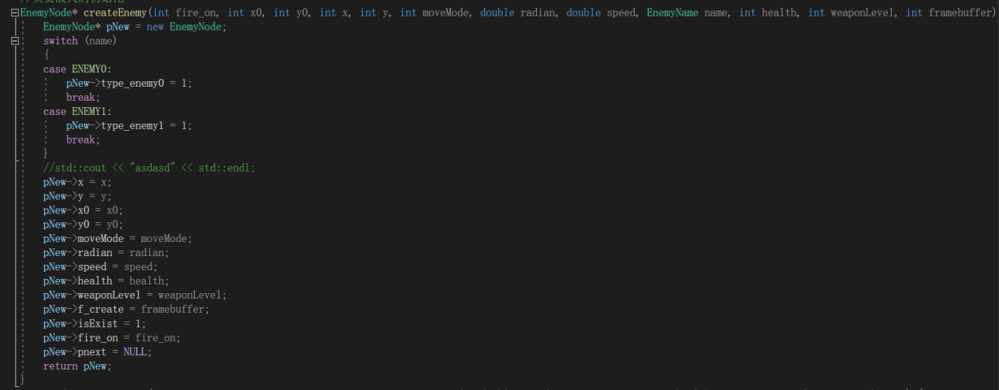 EnemyNode* createEnemy(int fire_on, int x0, int y0, int x, int y, int moveMode, double radian, double speed, EnemyName name, int health, int weaponLevel, int framebuffer)
EnemyNode* pNew = new EnemyNode;
switch (name)
{
case ENEMY0:
pNew->type_enemy0 = 1;
break;
case ENEMY1:
pNew->type_enemy1 = 1;
break;
}
//std::cout << "asdasd" << std::endl;
pNew->x = x;
pNew->y = y;
pNew->x0 = x0;
pNew->y0 = y0;
pNew->moveMode = moveMode;
pNew->radian = radian;
pNew->speed = speed;
pNew->health = health;
pNew->weaponLevel = weaponLevel;
pNew->f_create = framebuffer;
pNew->isExist = 1;
pNew->fire_on = fire_on;
pNew->pnext = NULL;
return pNew;
}